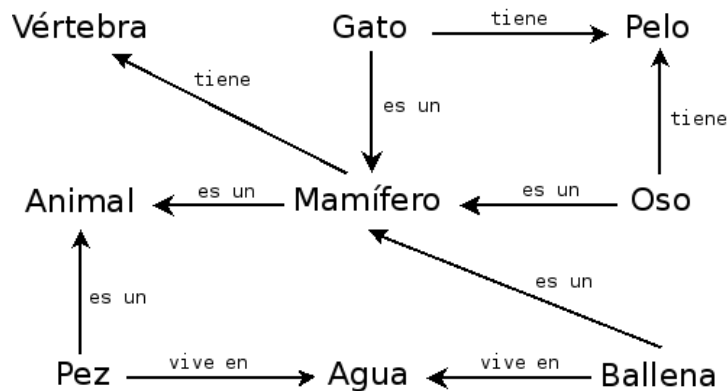 Vértebra
Gato
tiene
Pelo
tiene
es un
tiene
Animal
es un
Mamífero
es un
Oso
es un
es un
Pez
vive en
Agua
vive en
Ballena